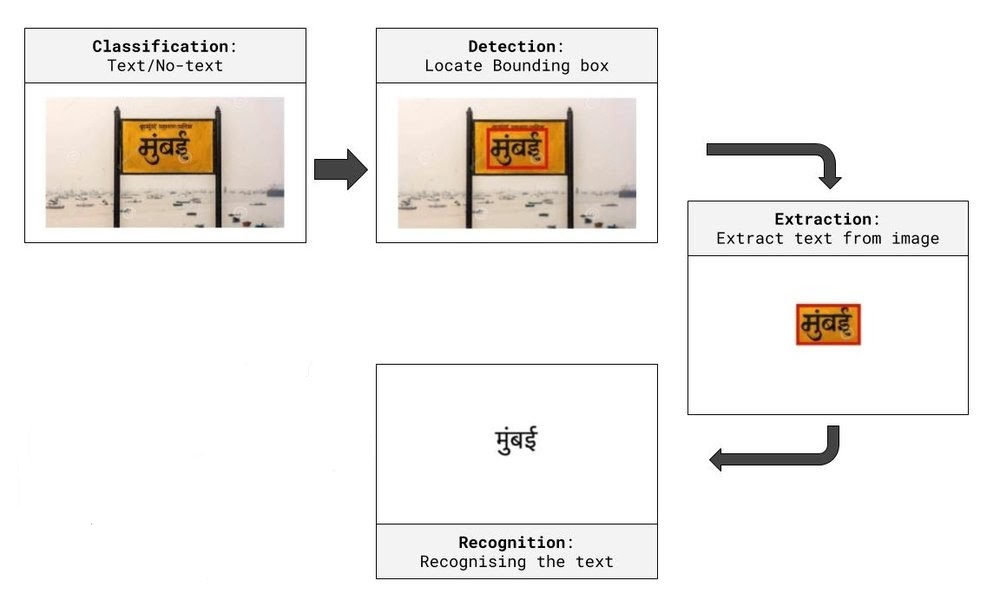 Classification:
Text/No-text
मुंबई
Detection:
Locate Bounding box
मुंबई
Extraction:
Extract text from image
मुंबई
मुंबई
Recognition:
Recognising the text